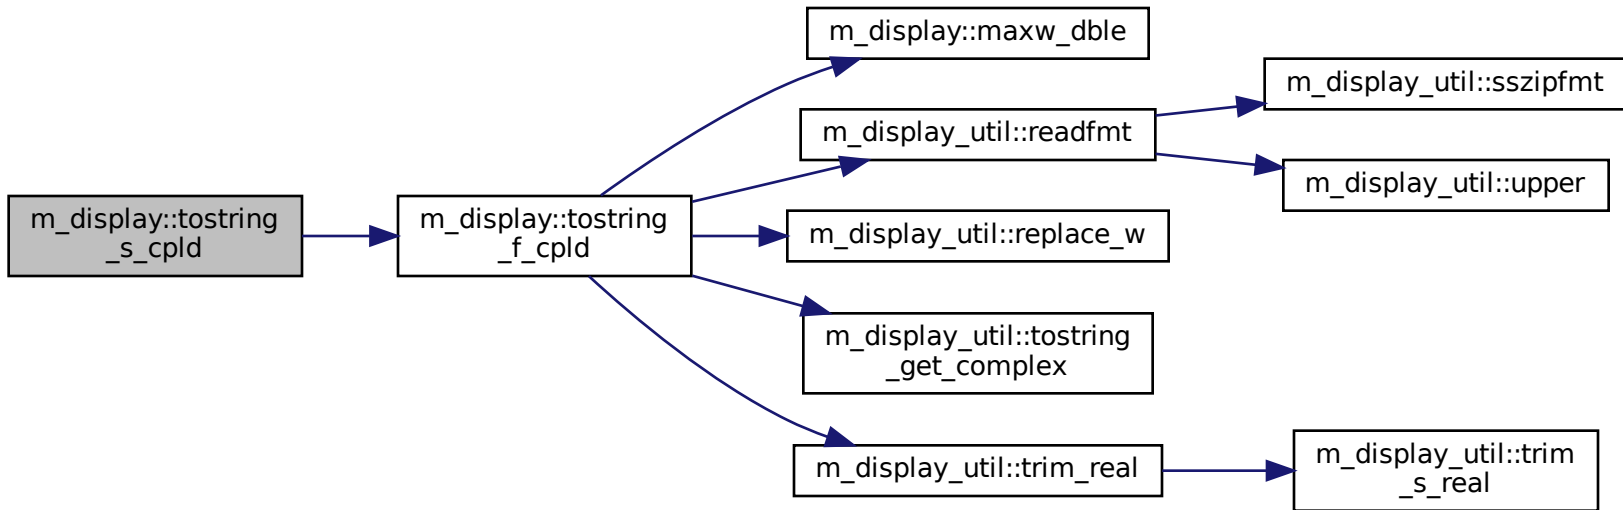 m_display::tostring
_s_cpld
m_display::tostring
_f_cpld
m_display::maxw_dble
m_display_util::readfmt
m_display_util::sszipfmt
m_display_util::upper
m_display_util::replace_w
m_display_util::tostring
_get_complex
m_display_util::trim_real
m_display_util::trim
_s_real